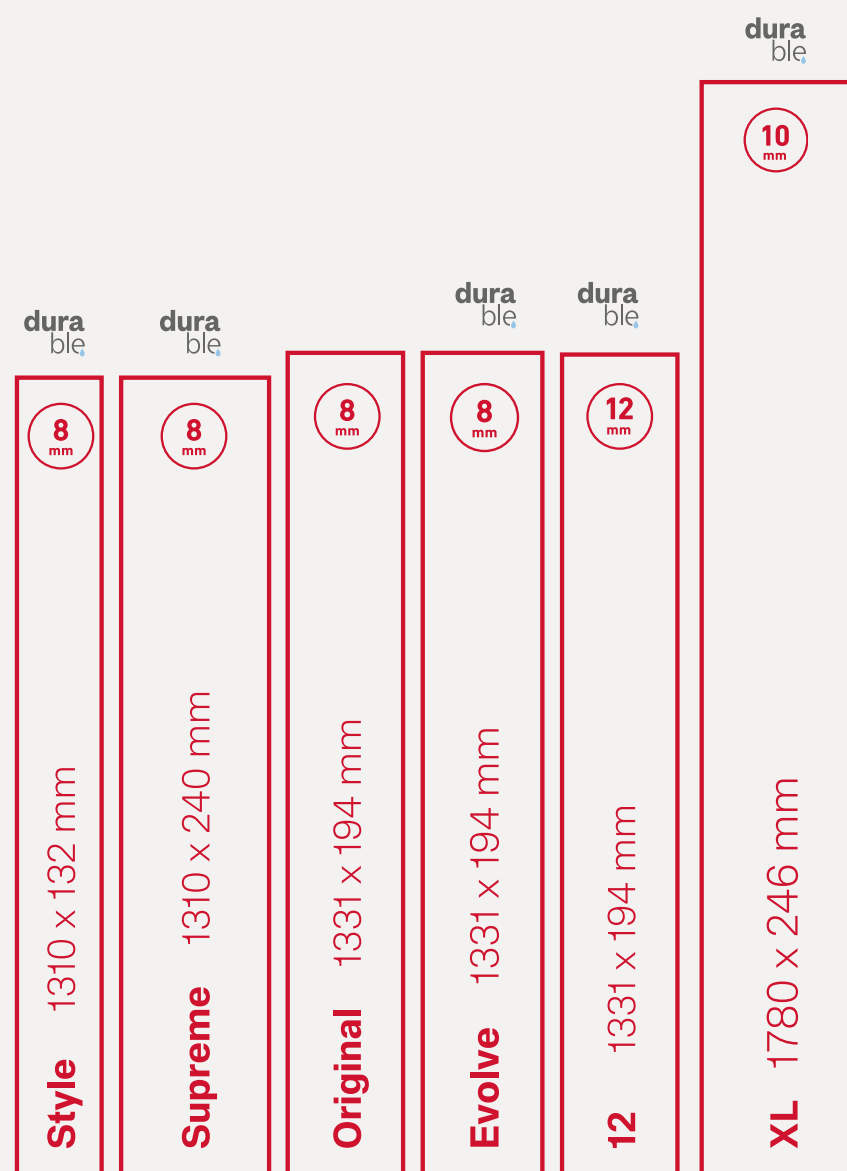 dura
ble
8
mm
Style 1310 x 132 mm
dura
ble
8
mm
Supreme 1310 x 240 mm
8
mm
Original 1331 x 194 mm
dura
ble
8
mm
Evolve 1331 x 194 mm
dura
ble
12
mm
12 1331 x 194 mm
dura
ble
10
mm
XL 1780 x 246 mm